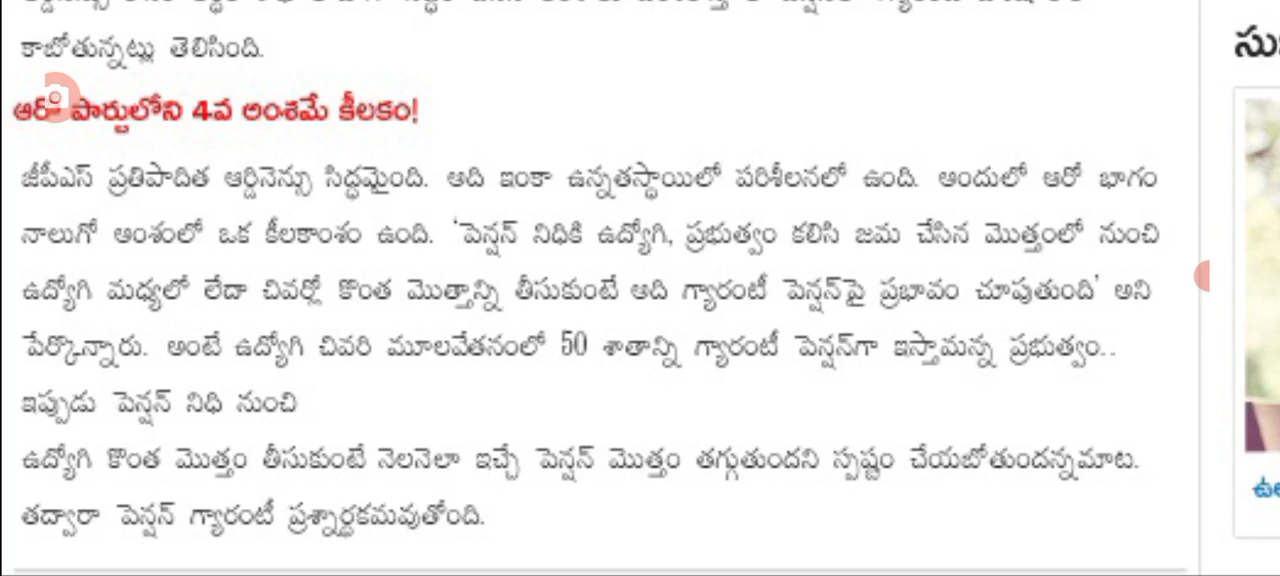 కాబోతున్నట్లు తెలిసింది.
ఆరో పార్టులోని 4వ అంశమే కీలకం!
జీపీఎస్ ప్రతిపాదిత ఆర్డినెన్సు సిద్ధమైంది. అది ఇంకా ఉన్నతస్థాయిలో పరిశీలనలో ఉంది. అందులో ఆరో భాగం
నాలుగో అంశంలో ఒక కీలకాంశం ఉంది. ‘పెన్షన్ నిధికి ఉద్యోగి, ప్రభుత్వం కలిసి జమ చేసిన మొత్తంలో నుంచి
ఉద్యోగి మధ్యలో లేదా చివర్లో కొంత మొత్తాన్ని తీసుకుంటే అది గ్యారంటీ పెన్షన్‌పై ప్రభావం చూపుతుంది’ అని
పేర్కొన్నారు. అంటే ఉద్యోగి చివరి మూలవేతనంలో 50 శాతాన్ని గ్యారంటీ పెన్షన్‌గా ఇస్తామన్న ప్రభుత్వం..
ఇప్పుడు పెన్షన్ నిధి నుంచి
ఉద్యోగి కొంత మొత్తం తీసుకుంటే నెలనెలా ఇచ్చే పెన్షన్ మొత్తం తగ్గుతుందని స్పష్టం చేయబోతుందన్నమాట.
తద్వారా పెన్షన్ గ్యారంటీ ప్రశ్నార్థకమవుతోంది.